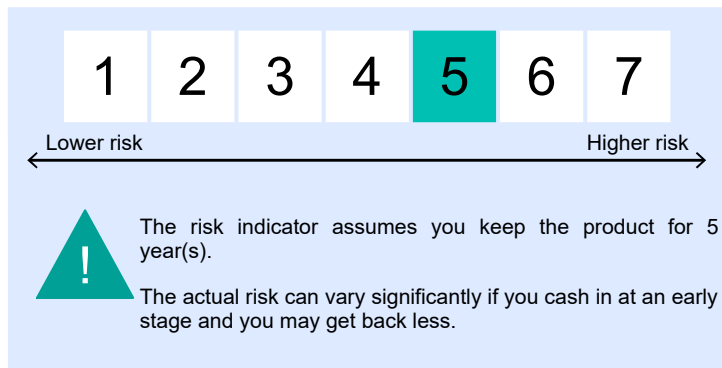 1 2 3 4 5 6 7
Lower risk Higher risk
The risk indicator assumes you keep the product for 5
year(s).
!
The actual risk can vary significantly if you cash in at an early
stage and you may get back less.